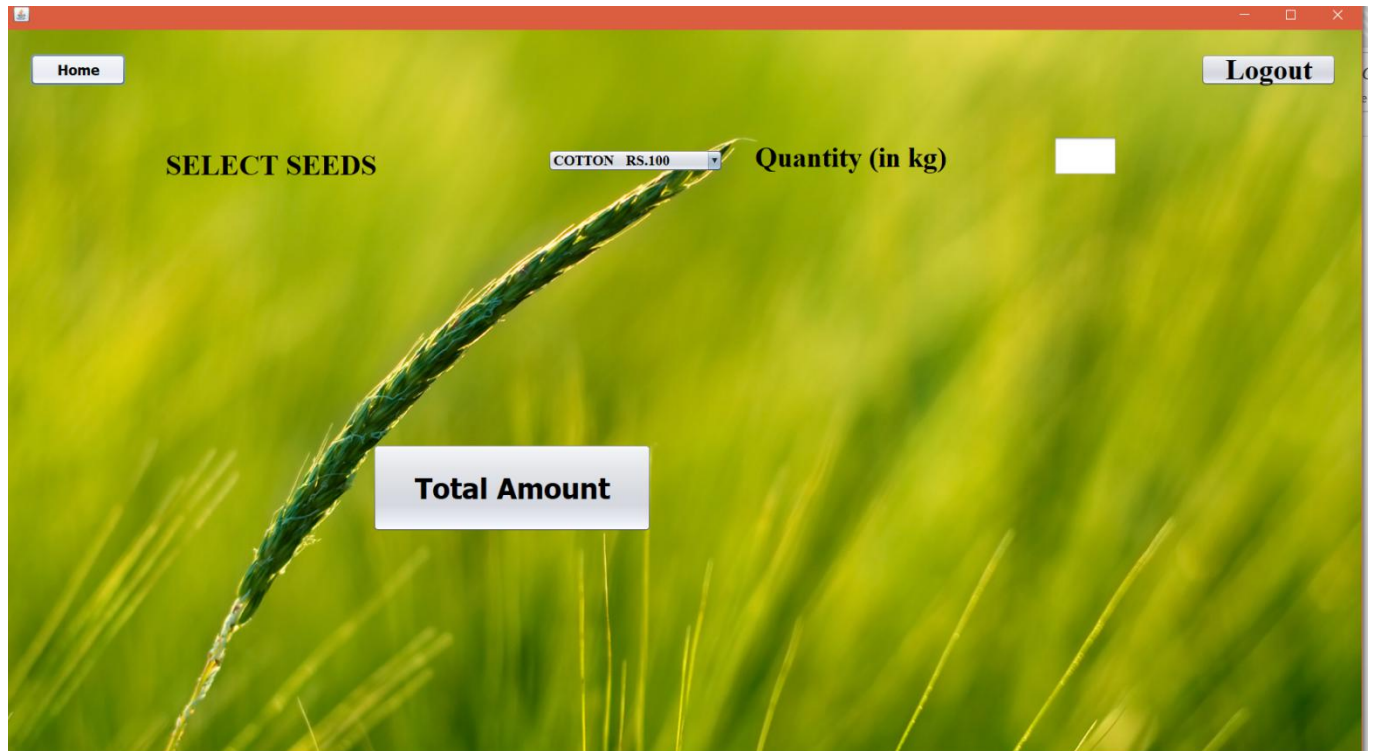 Home
Logout
SELECT SEEDS
COTTON RS.100
Quantity (in kg)
Total Amount